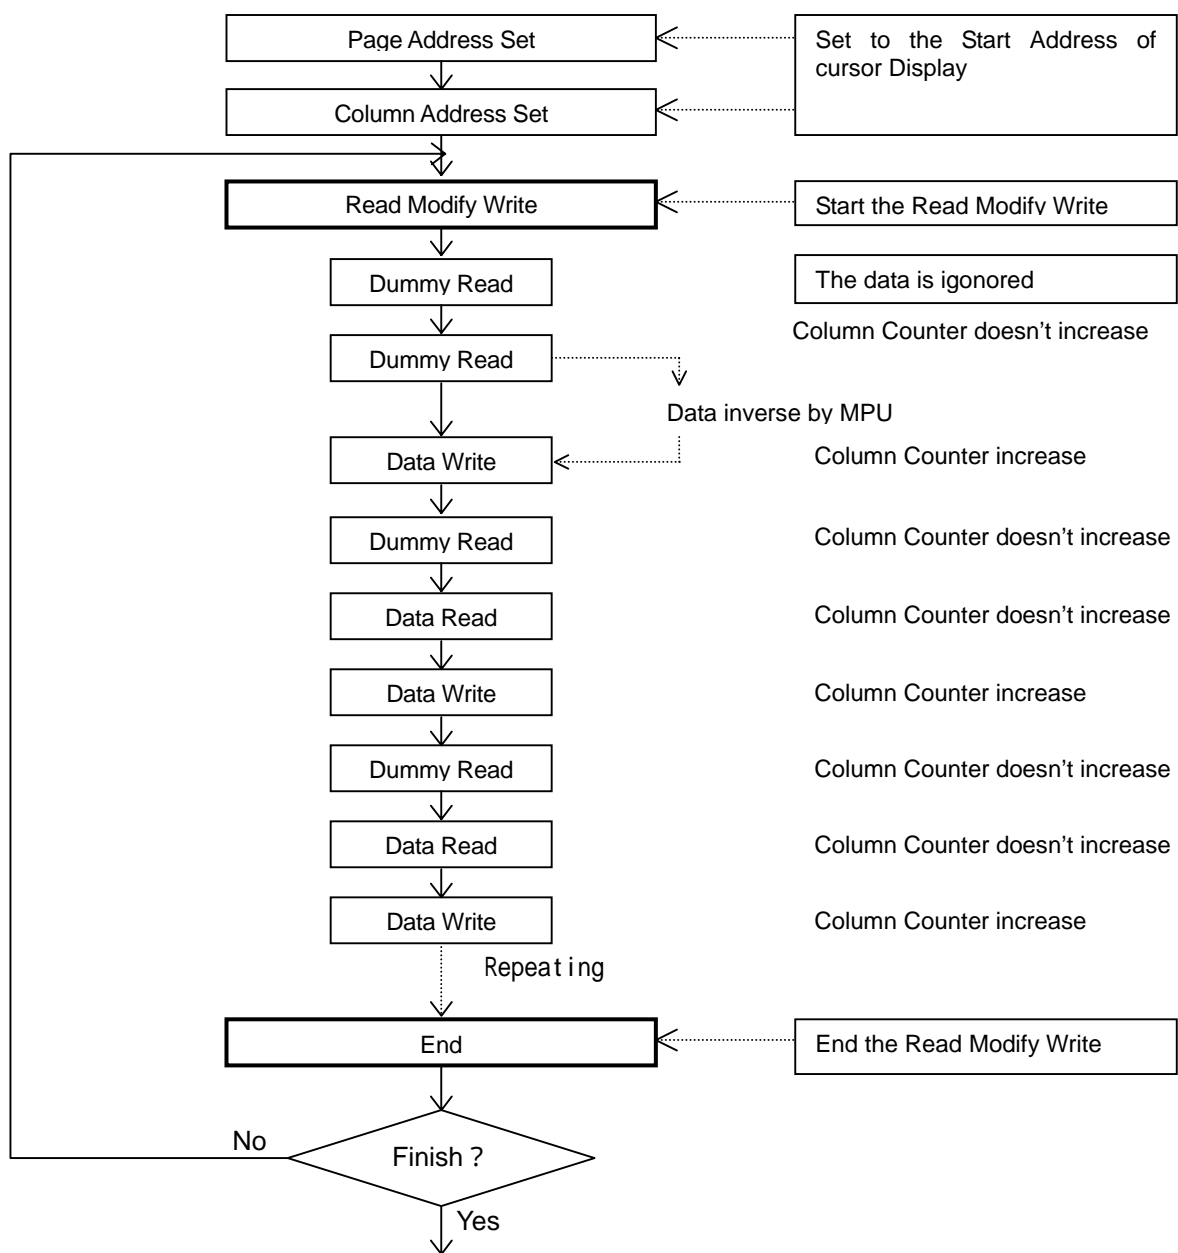 Page Address Set
Set to the Start Address of
cursor Display
Column Address Set
Read Modify Write
Start the Read Modify Write
Dummy Read
The data is igonored
Column Counter doesn't increase
Dummy Read
Data inverse by MPU
Data Write
Column Counter increase
Dummy Read
Column Counter doesn't increase
Data Read
Column Counter doesn't increase
Data Write
Column Counter increase
Dummy Read
Column Counter doesn't increase
Data Read
Column Counter doesn't increase
Data Write
Column Counter increase
Repeating
End
End the Read Modify Write
No
Finish ?
Yes